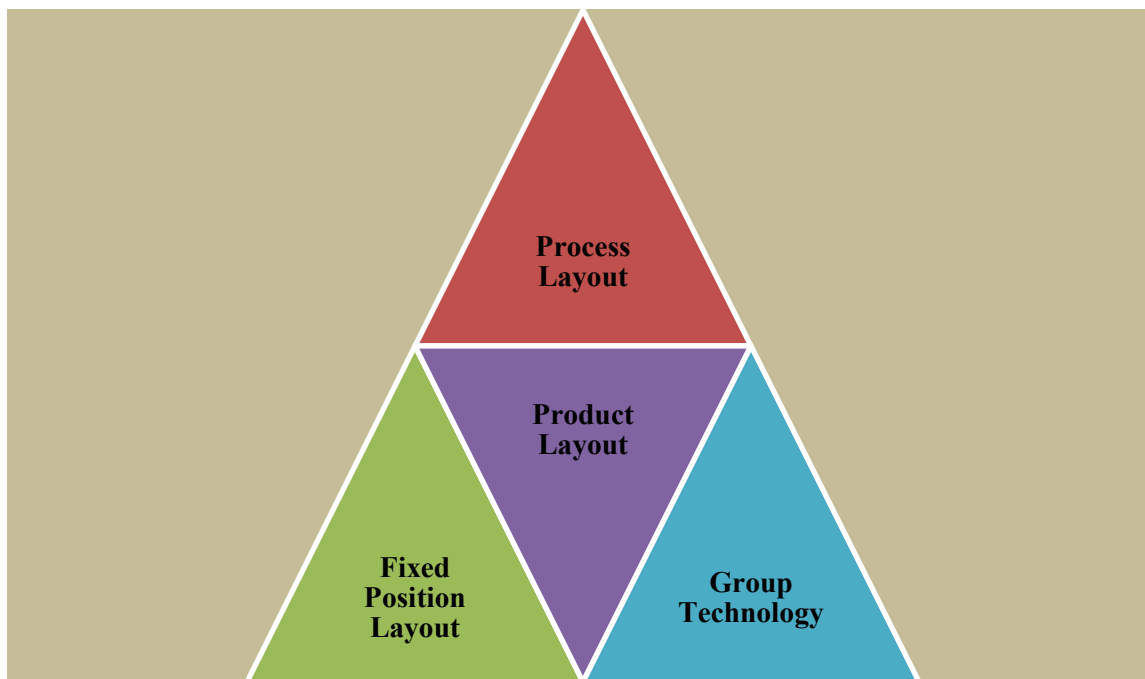 Process
Layout
Product
Layout
Fixed
Position
Layout
Group
Technology